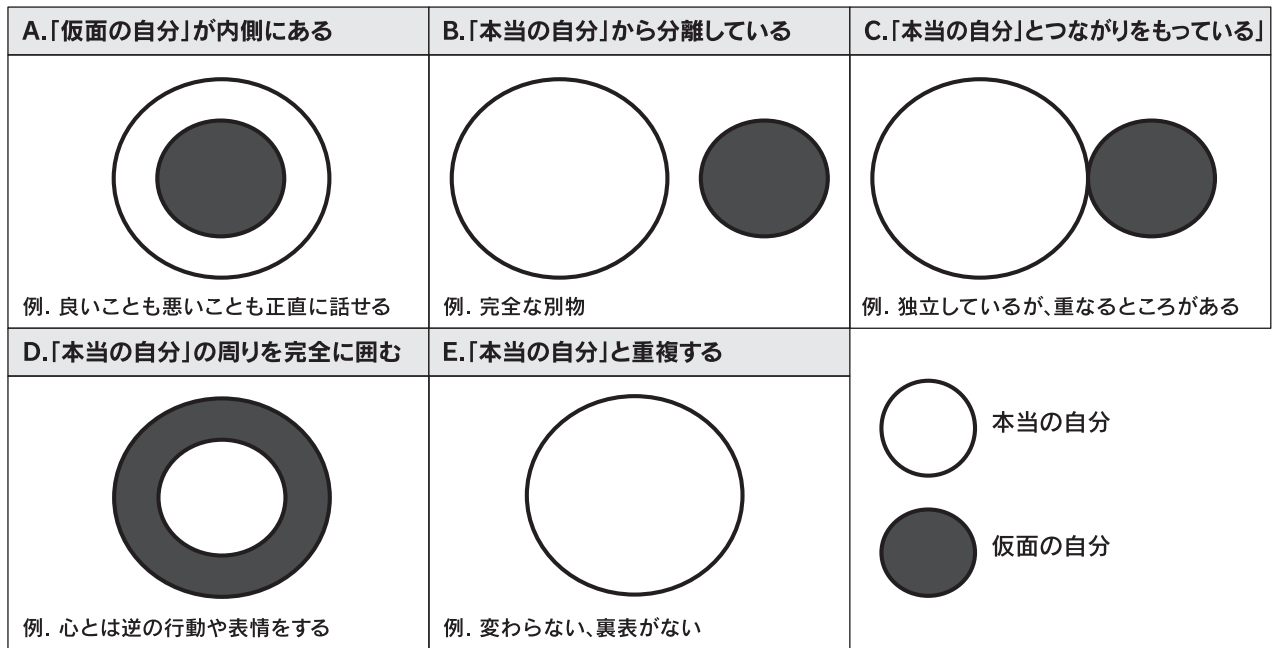 A.「仮面の自分」が内側にある
B.「本当の自分」から分離している
C.「本当の自分」とつながりをもっている」
例. 良いことも悪いことも正直に話せる
例. 完全な別物
例. 独立しているが、重なるところがある
D.「本当の自分」の周りを完全に囲む
E.「本当の自分」と重複する
本当の自分
仮面の自分
例. 心とは逆の行動や表情をする
例. 変わらない、裏表がない